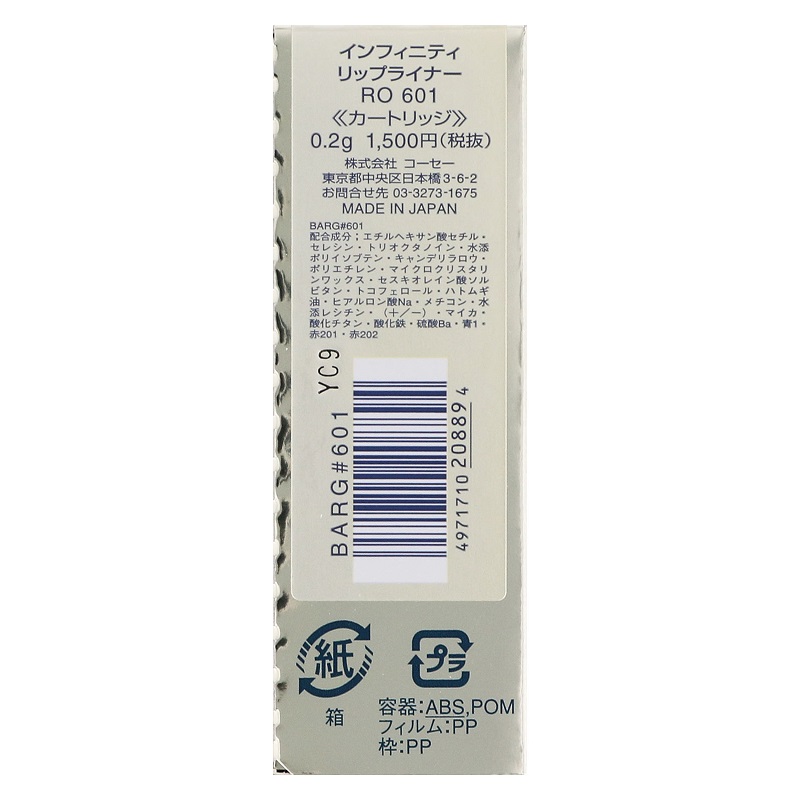 インフィニティ
リップライナー
RO 601
《カートリッジ》
0.2g 1,500円(税抜)
株式会社 コーセー
東京都中央区日本橋3-6-2
お問合せ先 03-3273-1675
MADE IN JAPAN
BARG#601
配合成分;エチルヘキサン酸セチル・
セレシン・トリオクタノイン・水添
ポリイソブテン・キャンデリラロウ・
ポリエチレン・マイクロクリスタリ
ンワックス・セスキオレイン酸ソル
ビタン・トコフェロール・ハトムギ
油・ヒアルロン酸Na・メチコン・水
添レシチン・(+/−)・マイカ・
酸化チタン・酸化鉄・硫酸Ba・青1・
赤201・赤202
YC9
BARG#601
4971710 208894
紙
箱
プラ
容器:ABS,POM
フィルム:PP
枠:PP